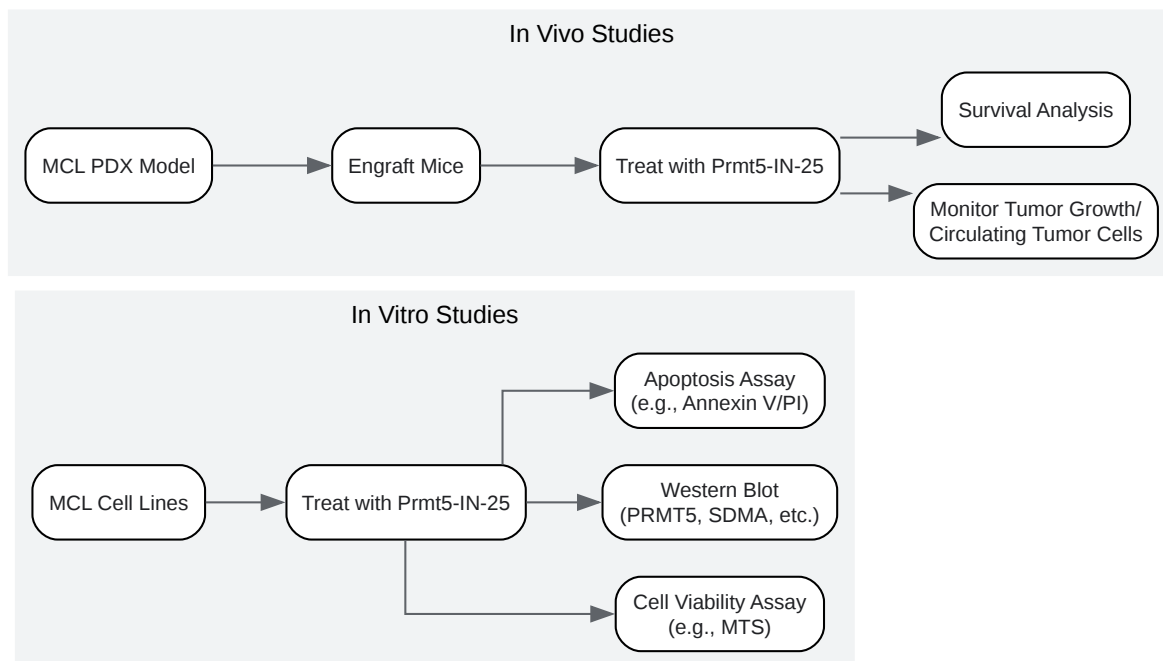 In Vivo Studies
MCL PDX Model
Engraft Mice
Treat with Prmt5-IN-25
Survival Analysis
Monitor Tumor Growth/
Circulating Tumor Cells
In Vitro Studies
MCL Cell Lines
Treat with Prmt5-IN-25
Apoptosis Assay
(e.g., Annexin V/PI)
Western Blot
(PRMT5, SDMA, etc.)
Cell Viability Assay
(e.g., MTS)